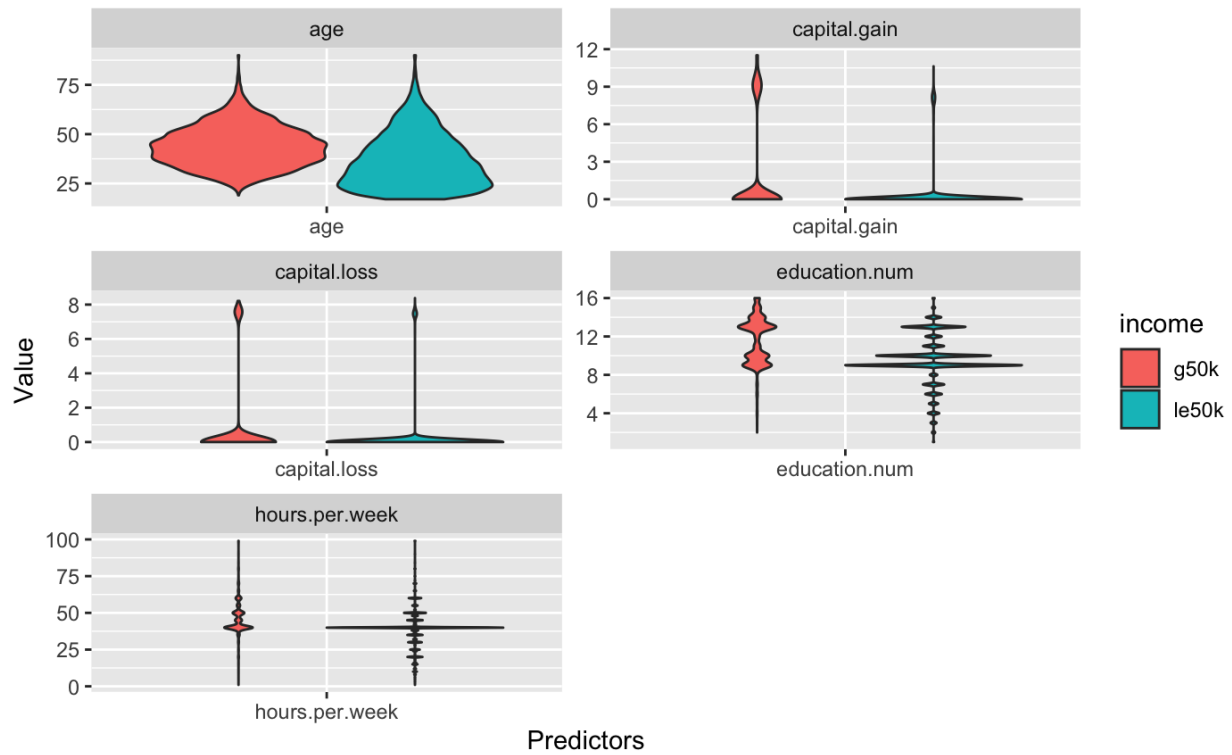 age
75
50
25
age
capital.gain
12
9
6
3
0
capital.gain
capital.loss
8
6
4
2
0
capital.loss
education.num
16
12
8
4
education.num
hours.per.week
100
75
50
25
0
hours.per.week
Value
Predictors
income
g50k
le50k